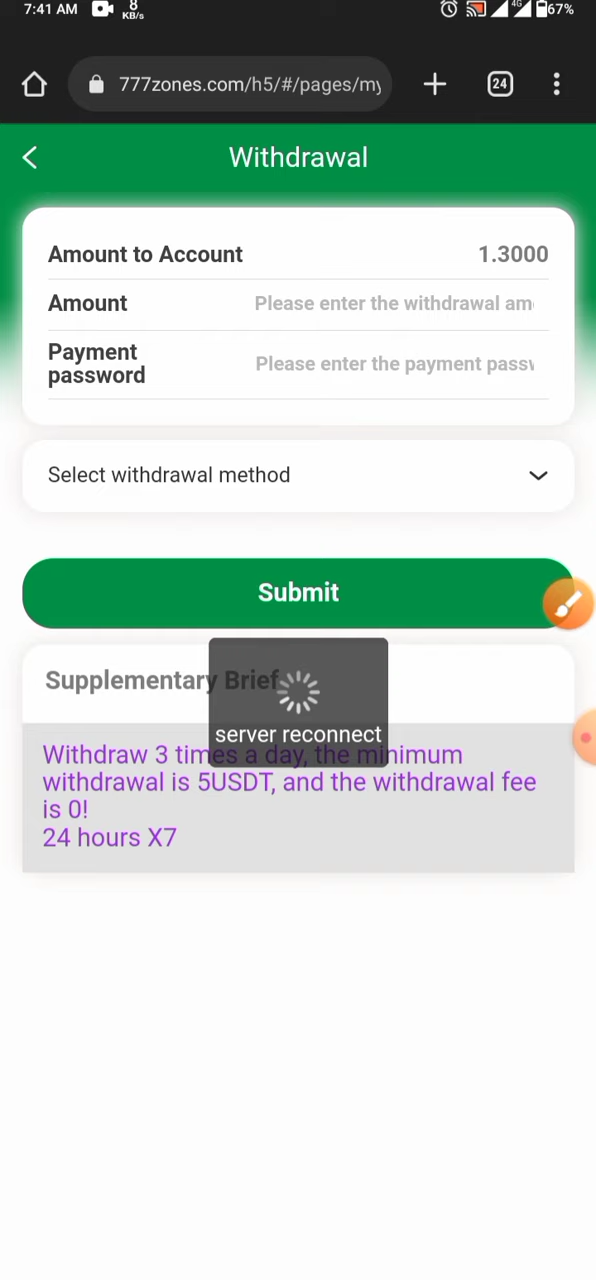 7:41 AM 8 KB/s 4G 67%
777zones.com/h5/#/pages/my 24
Withdrawal
Amount to Account 1.3000
Amount Please enter the withdrawal am
Payment password Please enter the payment passw
Select withdrawal method
Submit
Supplementary Brief
server reconnect
Withdraw 3 times a day, the minimum
withdrawal is 5USDT, and the withdrawal fee
is 0!
24 hours X7